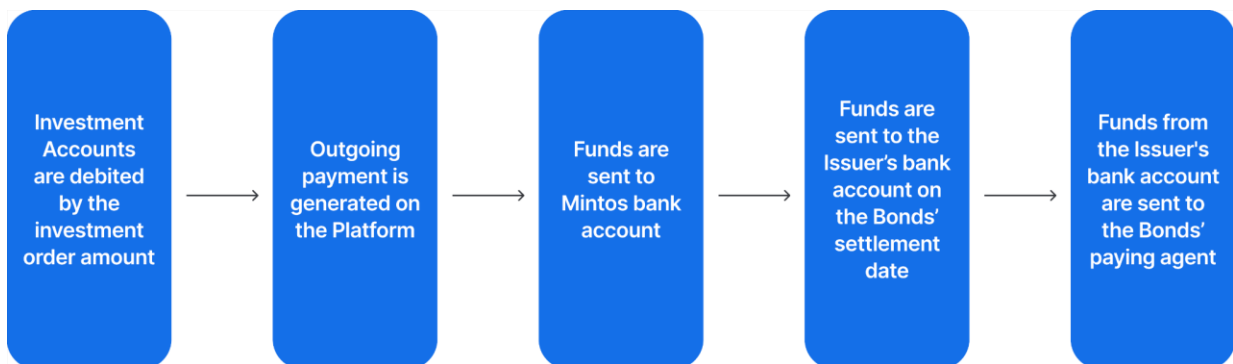 Investment
Accounts
are debited
by the
investment
order amount
Outgoing
payment is
generated on
the Platform
Funds are
sent to
Mintos bank
account
Funds are
sent to the
Issuer’s bank
account on
the Bonds’
settlement
date
Funds from
the Issuer's
bank account
are sent to
the Bonds’
paying agent